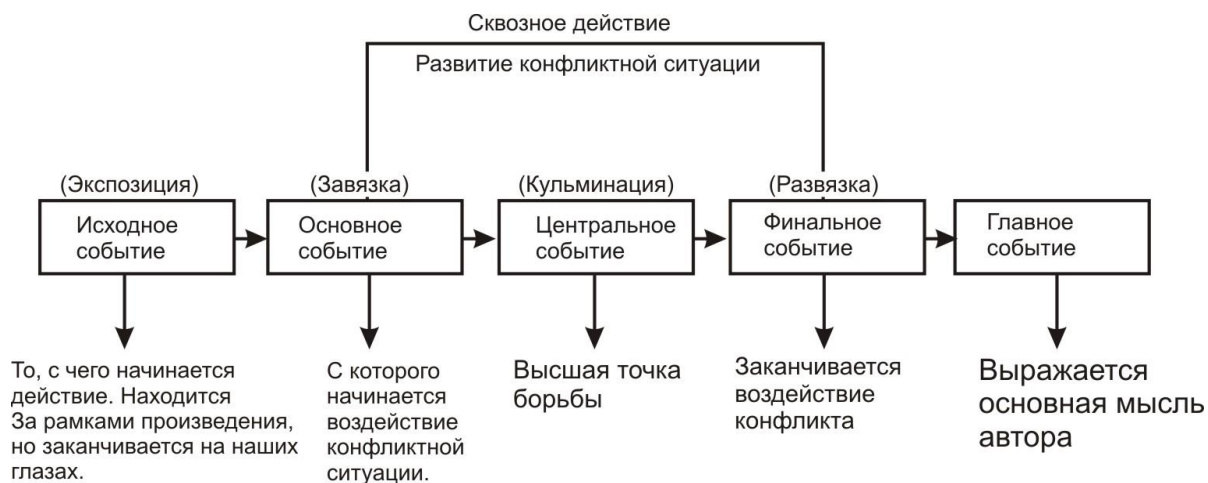 Сквозное действие
Развитие конфликтной ситуации
(Экспозиция)
(Завязка)
(Кульминация)
(Развязка)
Исходное
событие
Основное
событие
Центральное
событие
Финальное
событие
Главное
событие
То, с чего начинается
действие. Находится
За рамками произведения,
но заканчивается на наших
глазах.
С которого
начинается
воздействие
конфликтной
ситуации.
Высшая точка
борьбы
Заканчивается
воздействие
конфликта
Выражается
основная мысль
автора